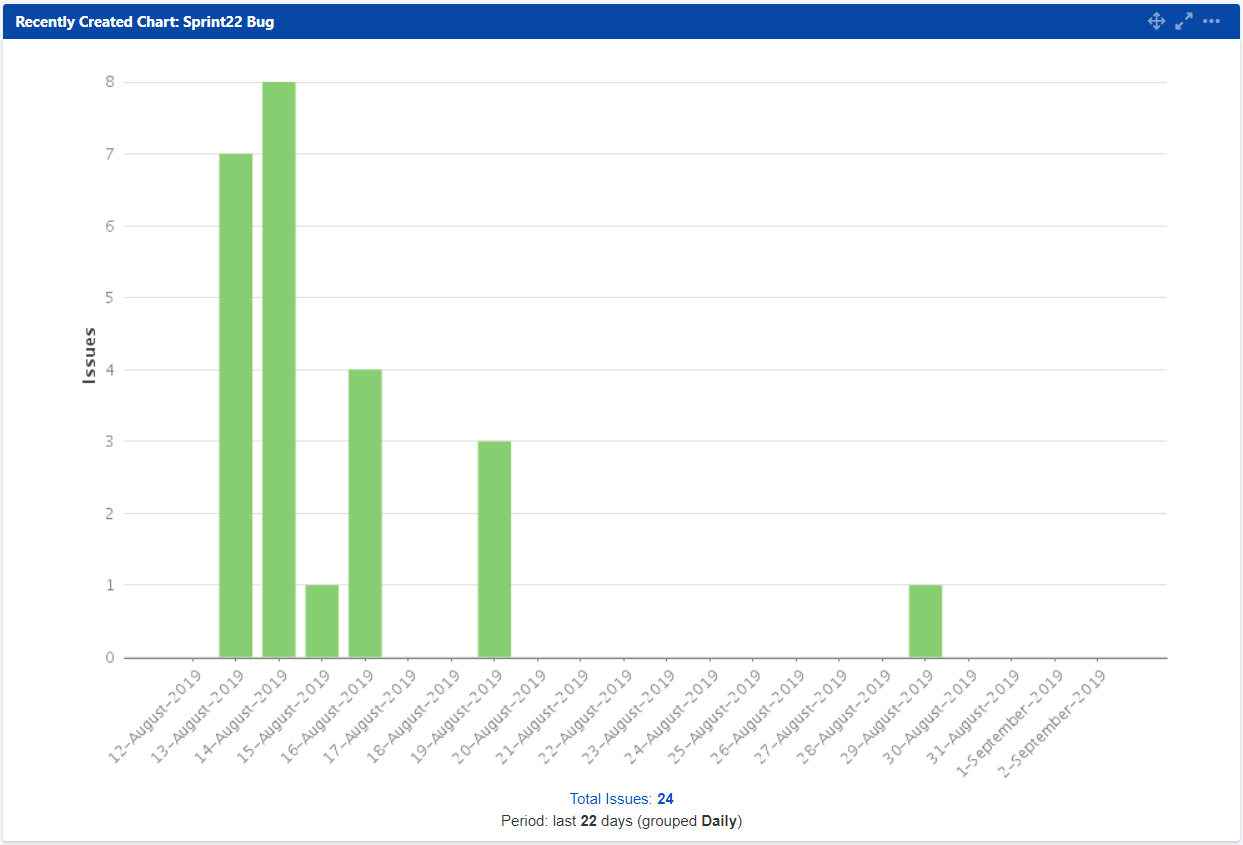 Recently Created Chart: Sprint22 Bug
8
7
6
5
4
3
2
1
0
Issues
12-August-2019
13-August-2019
14-August-2019
15-August-2019
16-August-2019
17-August-2019
18-August-2019
19-August-2019
20-August-2019
21-August-2019
22-August-2019
23-August-2019
24-August-2019
25-August-2019
26-August-2019
27-August-2019
28-August-2019
29-August-2019
30-August-2019
31-August-2019
1-September-2019
2-September-2019
Total Issues: 24
Period: last 22 days (grouped Daily)